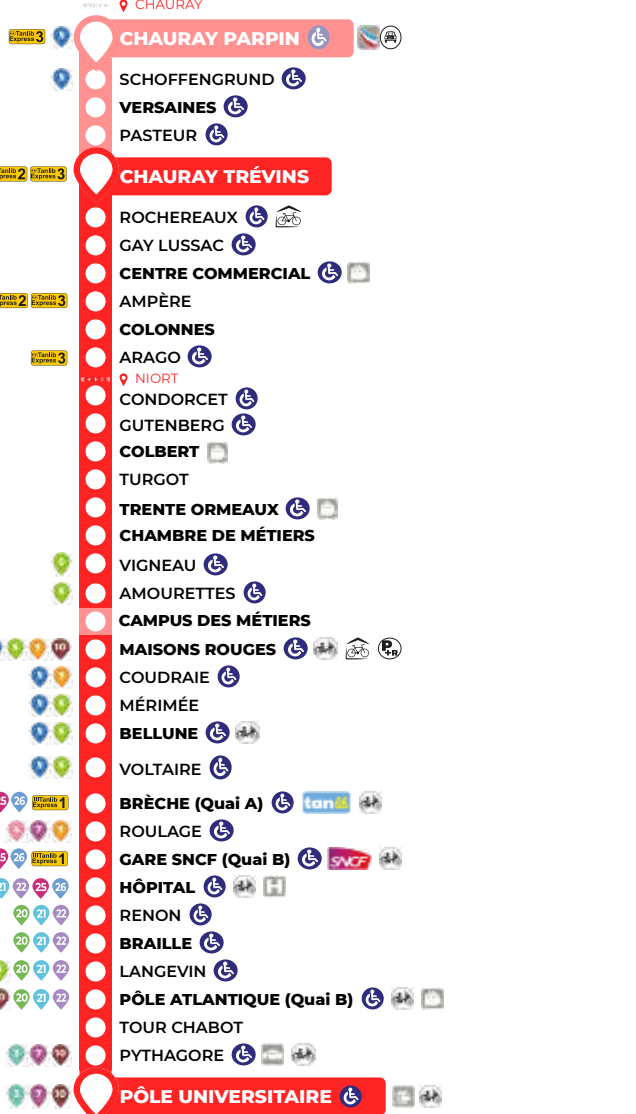 CHAURAY
Tanlib Express 3 CHAURAY PARPIN
SCHOFFENGRUND
VERSAINES
PASTEUR
Tanlib Express 2 Tanlib Express 3 CHAURAY TRÉVINS
ROCHEREAUX
GAY LUSSAC
CENTRE COMMERCIAL
Tanlib Express 2 Tanlib Express 3 AMPÈRE
COLONNES
Tanlib Express 3 ARAGO
NIORT
CONDORCET
GUTENBERG
COLBERT
TURGOT
TRENTE ORMEAUX
CHAMBRE DE MÉTIERS
VIGNEAU
AMOURETTES
CAMPUS DES MÉTIERS
10 MAISONS ROUGES P+R
COUDRAIE
MÉRIMÉE
BELLUNE
VOLTAIRE
25 26 Tanlib Express 1 BRÈCHE (Quai A) tanlib
7 ROULAGE
25 26 Tanlib Express 1 GARE SNCF (Quai B) SNCF
21 22 25 26 HÔPITAL H
20 21 22 RENON
20 21 22 BRAILLE
20 21 22 LANGEVIN
20 21 22 PÔLE ATLANTIQUE (Quai B)
TOUR CHABOT
7 10 PYTHAGORE
7 10 PÔLE UNIVERSITAIRE